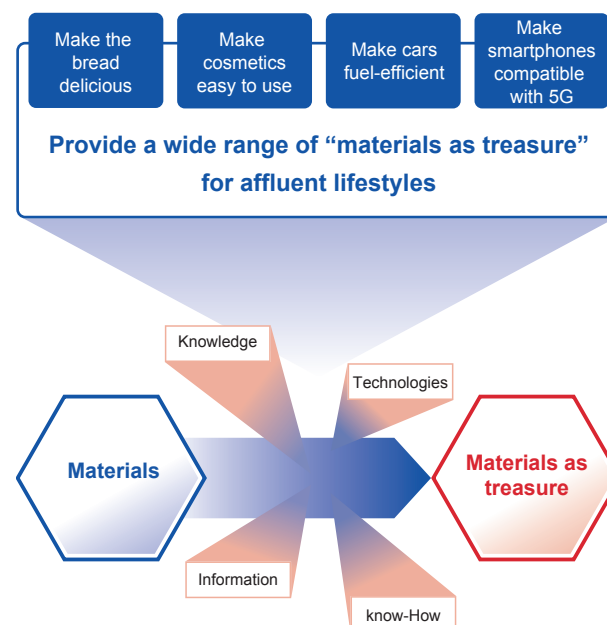 Make the
bread
delicious
Make
cosmetics
easy to use
Make cars
fuel-efficient
Make
smartphones
compatible
with 5G
Provide a wide range of “materials as treasure”
for affluent lifestyles
Knowledge
Technologies
Materials
Materials as
treasure
Information
know-How